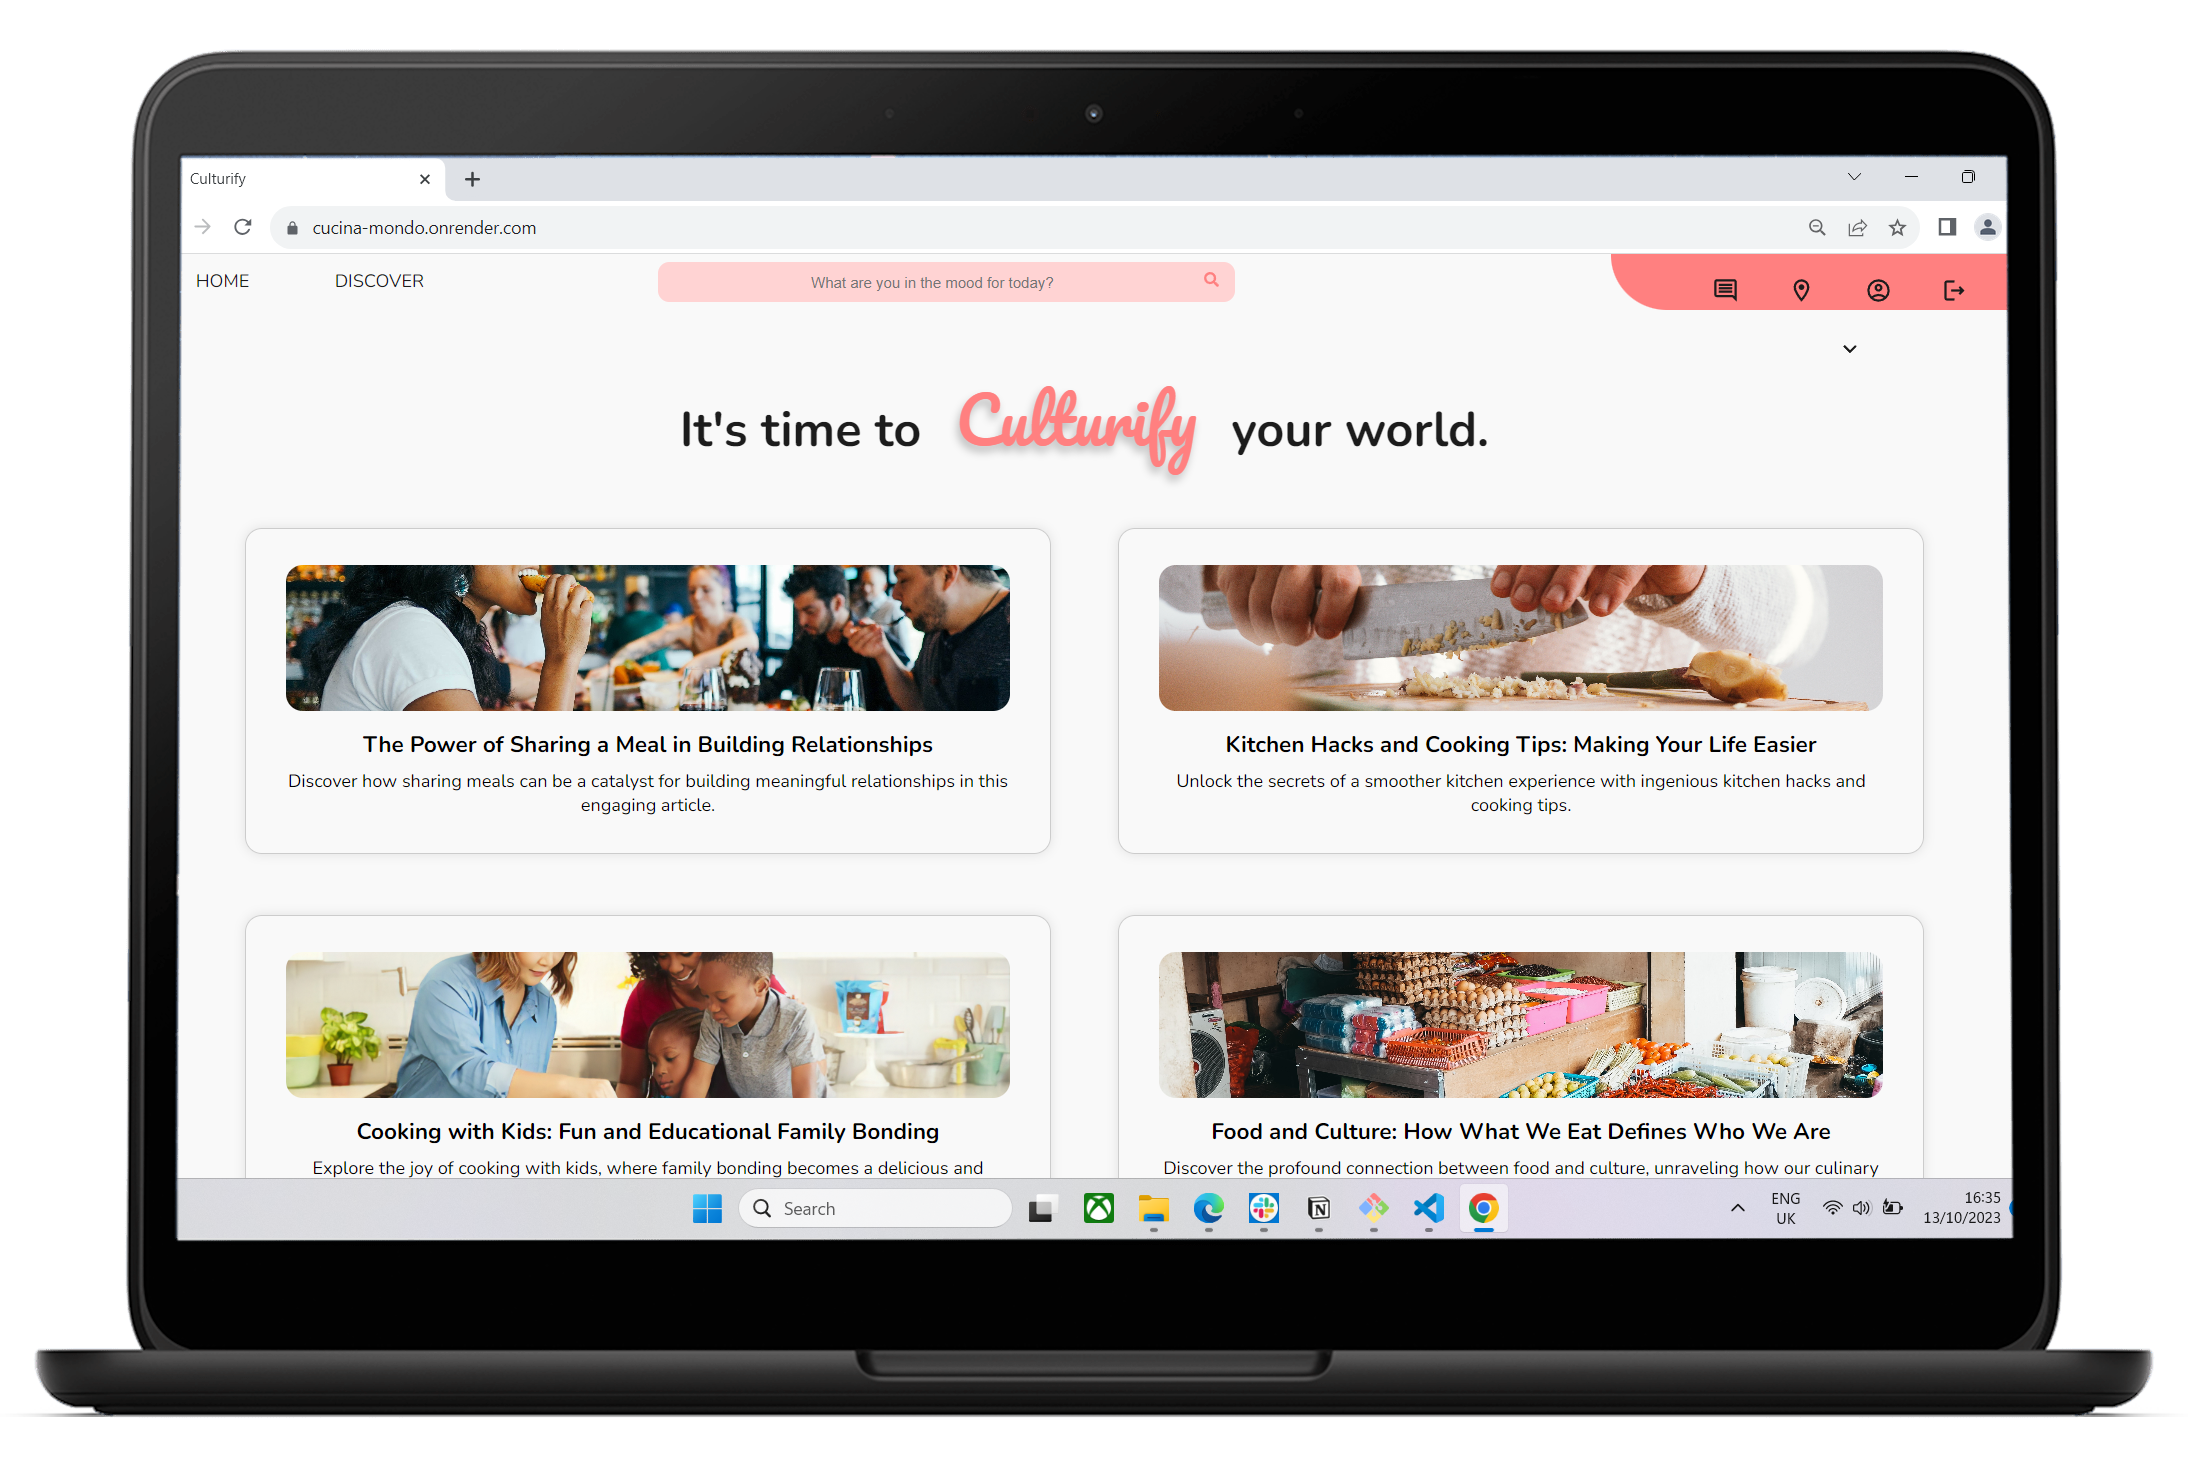 Culturify
cucina-mondo.onrender.com
HOME DISCOVER What are you in the mood for today?
It's time to Culturify your world.
The Power of Sharing a Meal in Building Relationships
Discover how sharing meals can be a catalyst for building meaningful relationships in this
engaging article.
Kitchen Hacks and Cooking Tips: Making Your Life Easier
Unlock the secrets of a smoother kitchen experience with ingenious kitchen hacks and
cooking tips.
Cooking with Kids: Fun and Educational Family Bonding
Explore the joy of cooking with kids, where family bonding becomes a delicious and
Food and Culture: How What We Eat Defines Who We Are
Discover the profound connection between food and culture, unraveling how our culinary
Search
ENG
UK
16:35
13/10/2023